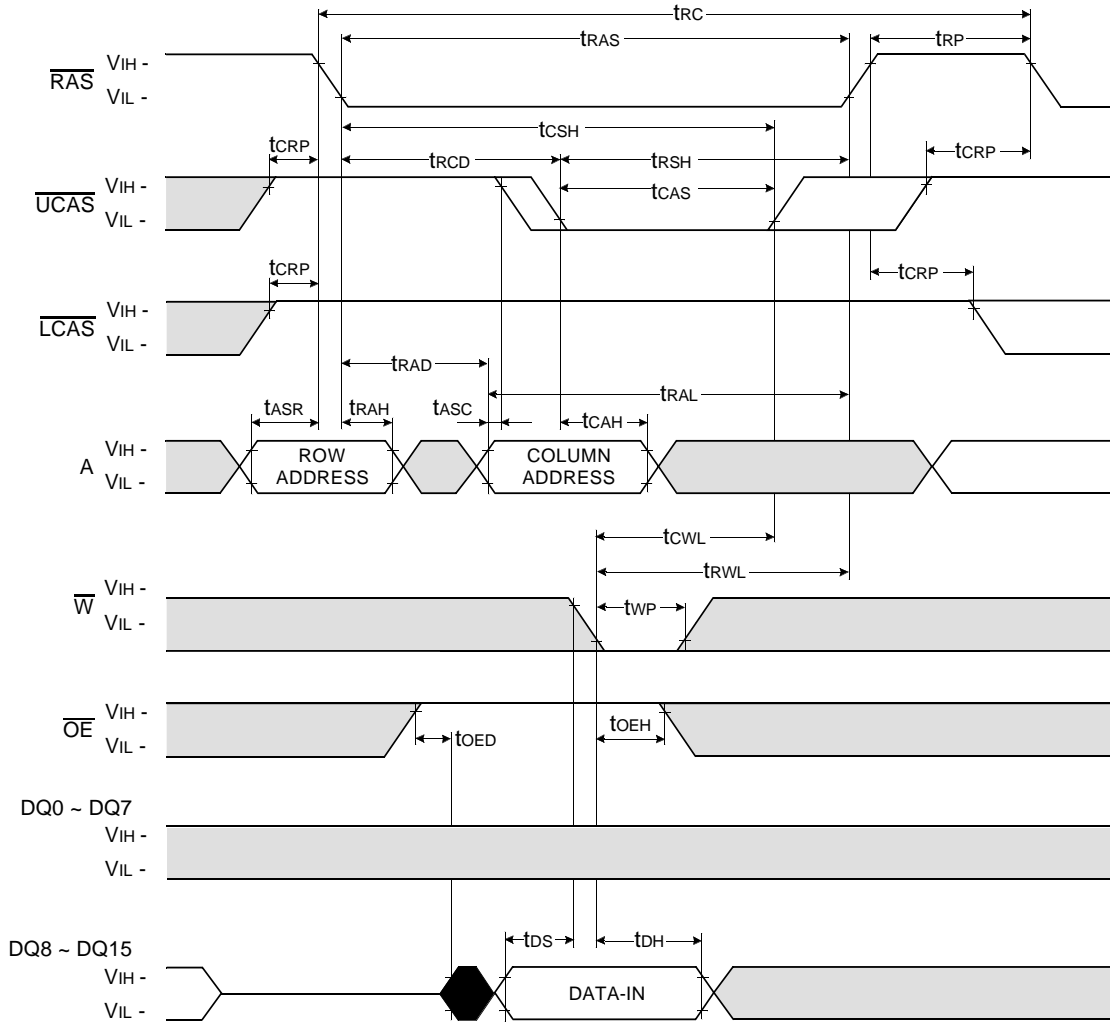 tRC
tRAS
tRP
RAS
VIH -
VIL -
tCSH
tCRP
tRCD
tRSH
tCRP
tCAS
UCAS
VIH -
VIL -
tCRP
tCRP
LCAS
VIH -
VIL -
tRAD
tRAL
tASR
tRAH
tASC
tCAH
A
VIH -
VIL -
ROW
ADDRESS
COLUMN
ADDRESS
tCWL
tRWL
W
VIH -
VIL -
tWP
OE
VIH -
VIL -
tOED
tOEH
DQ0 ~ DQ7
VIH -
VIL -
tDS
tDH
DQ8 ~ DQ15
VIH -
VIL -
DATA-IN